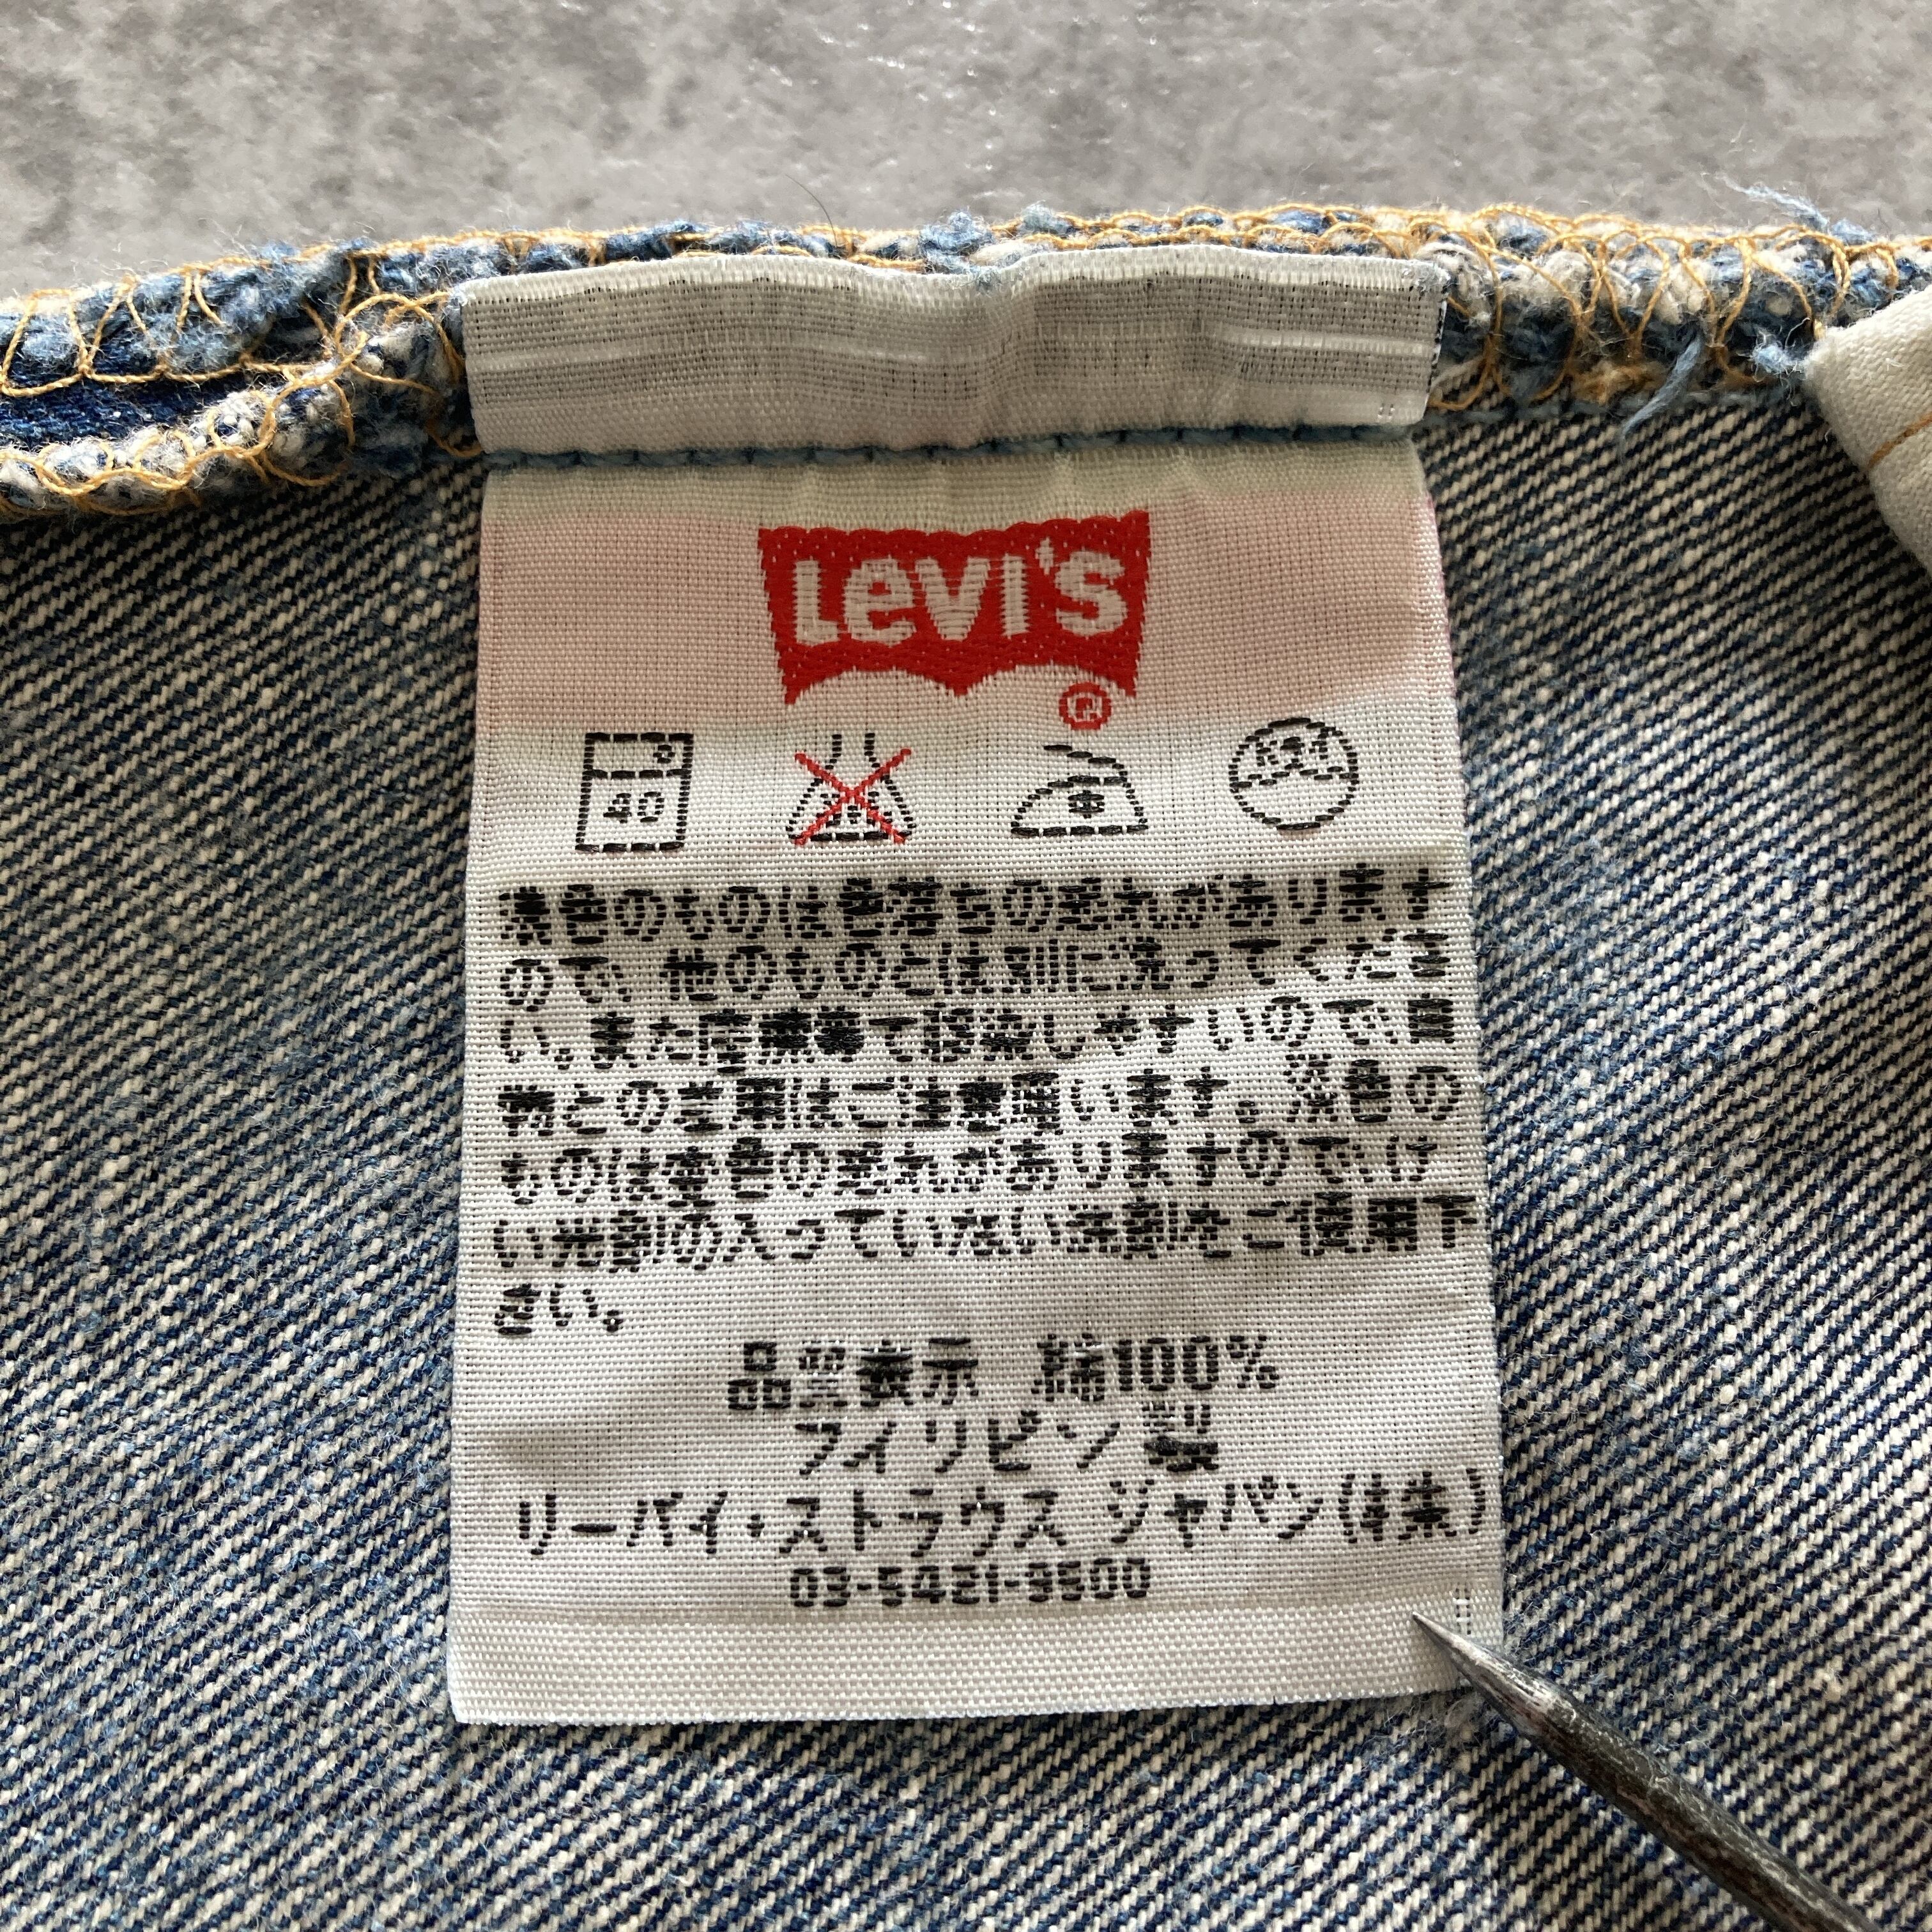 Levi's
®
40
ドライ
濃色のものは色落ちの恐れがあります
ので、他のものとは別に洗ってくださ
い。また摩擦等で移染しやすいので、白
物との着用はご注意願います。淡色の
ものは変色の恐れがありますので、け
い光剤の入っていない洗剤をご使用下
さい。
品質表示 綿100%
フィリピン製
リーバイ・ストラウス ジャパン(株)
03-5421-9500